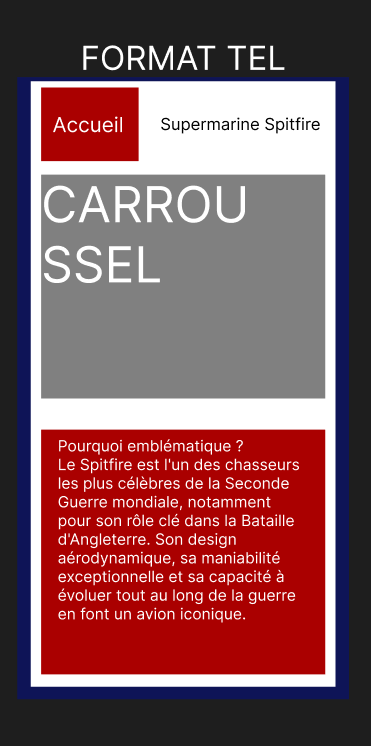 FORMAT TEL
Accueil
Supermarine Spitfire
CARROU
SSEL
Pourquoi emblématique ?
Le Spitfire est l'un des chasseurs
les plus célèbres de la Seconde
Guerre mondiale, notamment
pour son rôle clé dans la Bataille
d'Angleterre. Son design
aérodynamique, sa maniabilité
exceptionnelle et sa capacité à
évoluer tout au long de la guerre
en font un avion iconique.